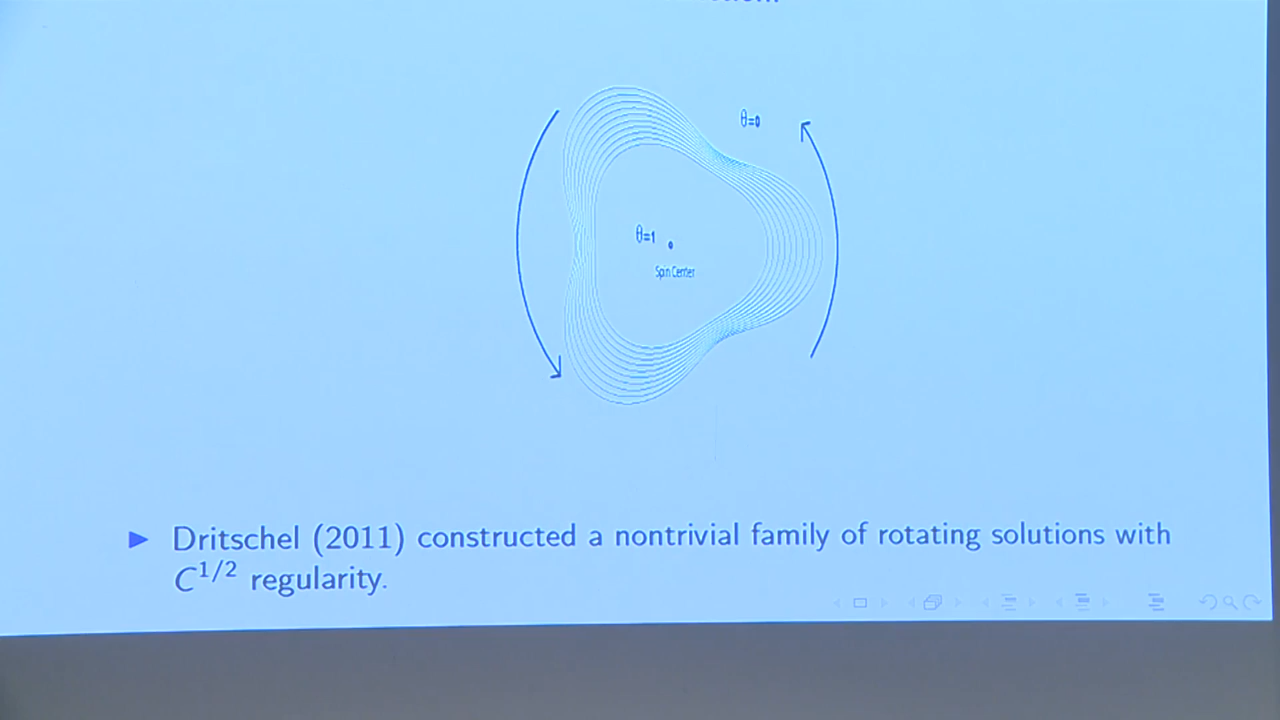 θ=0
θ=1
Spin Center
Dritschel (2011) constructed a nontrivial family of rotating solutions with
C^{1/2} regularity.